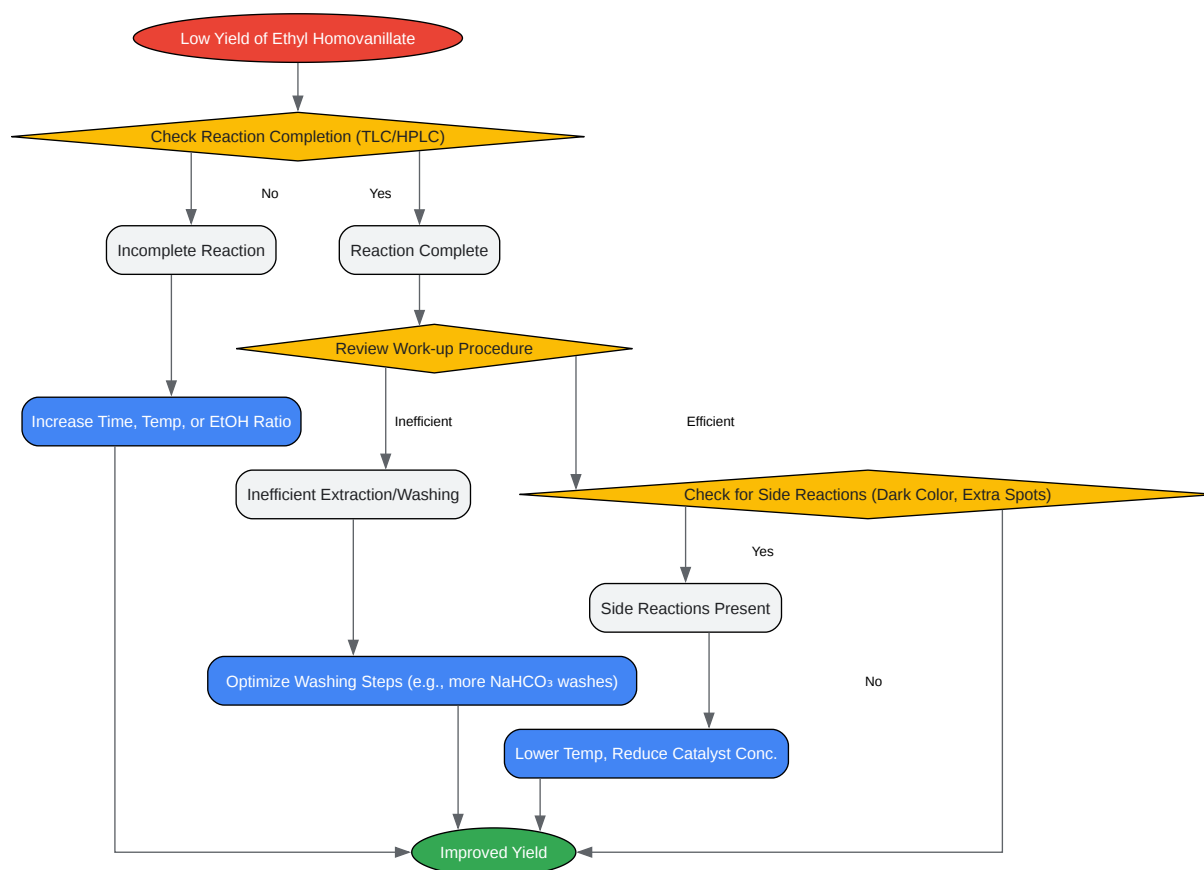 Low Yield of Ethyl Homovanillate
Check Reaction Completion (TLC/HPLC)
No
Yes
Incomplete Reaction
Reaction Complete
Review Work-up Procedure
Increase Time, Temp, or EtOH Ratio
Inefficient
Efficient
Inefficient Extraction/Washing
Check for Side Reactions (Dark Color, Extra Spots)
Yes
Side Reactions Present
Optimize Washing Steps (e.g., more NaHCO₃ washes)
No
Lower Temp, Reduce Catalyst Conc.
Improved Yield